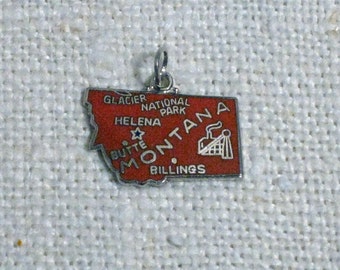 GLACIER
NATIONAL
PARK
HELENA
BUTTE
MONTANA
BILLINGS